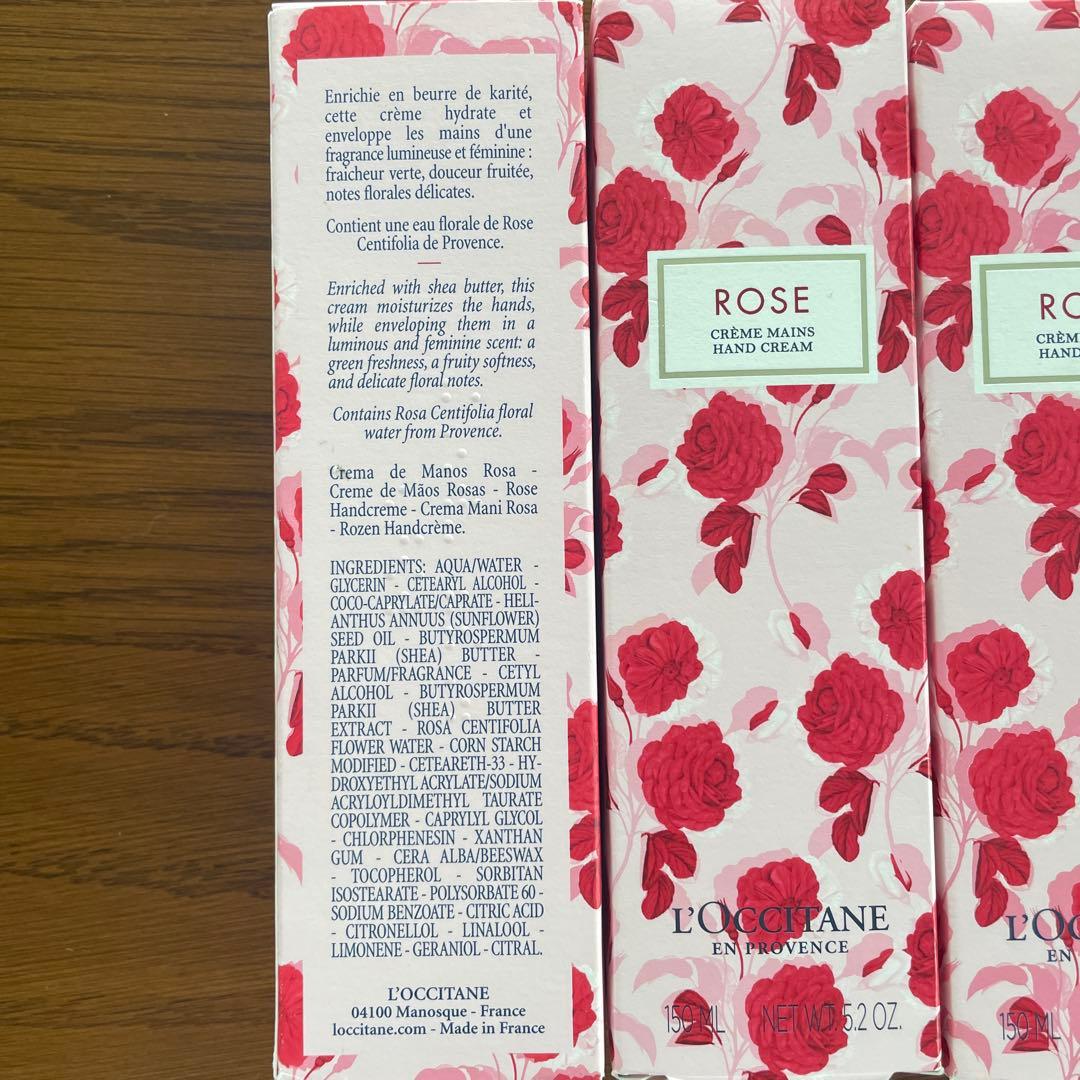 Enrichie en beurre de karité,
cette crème hydrate et
enveloppe les mains d'une
fragrance lumineuse et féminine :
fraîcheur verte, douceur fruitée,
notes florales délicates.
Contient une eau florale de Rose
Centifolia de Provence.
Enriched with shea butter, this
cream moisturizes the hands,
while enveloping them in a
luminous and feminine scent: a
green freshness, a fruity softness,
and delicate floral notes.
Contains Rosa Centifolia floral
water from Provence.
Crema de Manos Rosa -
Creme de Mãos Rosas - Rose
Handcreme - Crema Mani Rosa
- Rozen Handcrème.
INGREDIENTS: AQUA/WATER -
GLYCERIN - CETEARYL ALCOHOL -
COCO-CAPRYLATE/CAPRATE - HELI-
ANTHUS ANNUUS (SUNFLOWER)
SEED OIL - BUTYROSPERMUM
PARKII (SHEA) BUTTER -
PARFUM/FRAGRANCE - CETYL
ALCOHOL - BUTYROSPERMUM
PARKII (SHEA) BUTTER
EXTRACT - ROSA CENTIFOLIA
FLOWER WATER - CORN STARCH
MODIFIED - CETEARETH-33 - HY-
DROXYETHYL ACRYLATE/SODIUM
ACRYLOYLDIMETHYL TAURATE
COPOLYMER - CAPRYLYL GLYCOL
- CHLORPHENESIN - XANTHAN
GUM - CERA ALBA/BEESWAX
- TOCOPHEROL - SORBITAN
ISOSTEARATE - POLYSORBATE 60 -
SODIUM BENZOATE - CITRIC ACID
- CITRONELLOL - LINALOOL -
LIMONENE - GERANIOL - CITRAL.
L'OCCITANE
04100 Manosque - France
loccitane.com - Made in France
ROSE
CRÈME MAINS
HAND CREAM
L'OCCITANE
EN PROVENCE
150 ML NET WT. 5.2 OZ.
RO
CRÈM
HAND
L'OC
EN
150 ML